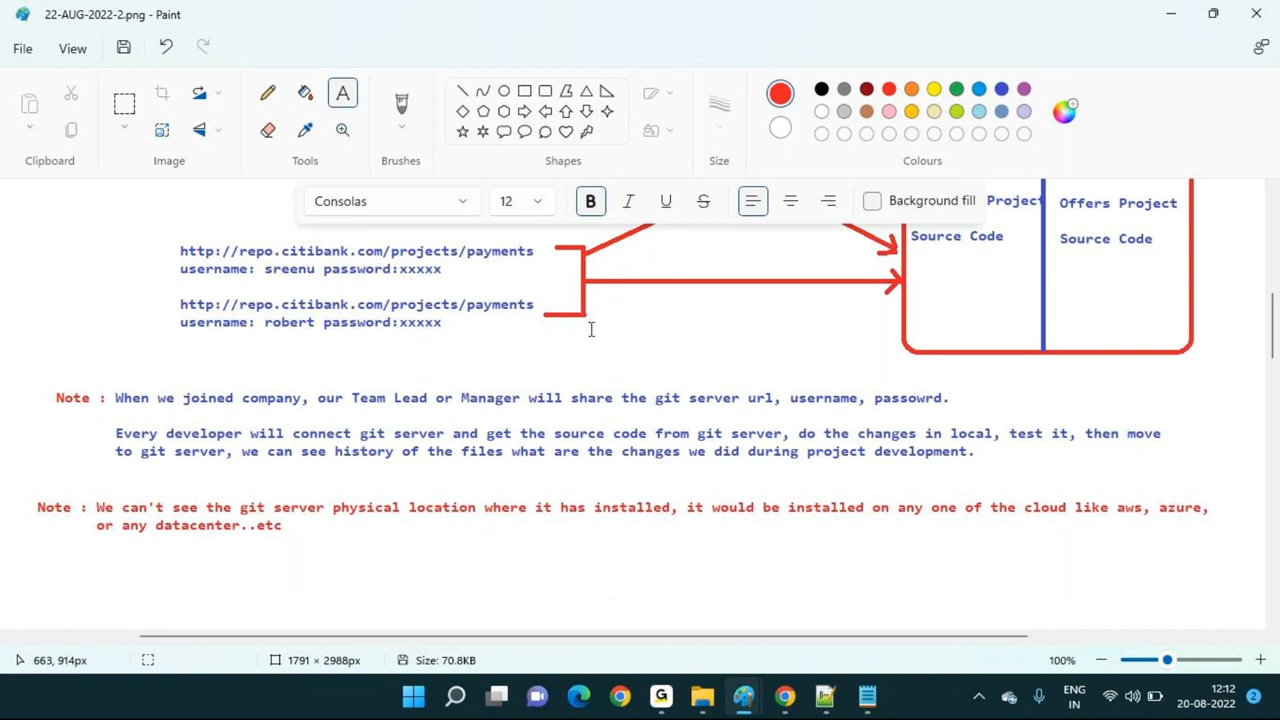 22-AUG-2022-2.png - Paint
File View
Clipboard Image Tools Brushes Shapes Size Colours
Consolas 12 B I U S Background fill
Project Offers Project
Source Code Source Code
http://repo.citibank.com/projects/payments
username: sreenu password:xxxxx
http://repo.citibank.com/projects/payments
username: robert password:xxxxx
Note : When we joined company, our Team Lead or Manager will share the git server url, username, passowrd.
Every developer will connect git server and get the source code from git server, do the changes in local, test it, then move
to git server, we can see history of the files what are the changes we did during project development.
Note : We can't see the git server physical location where it has installed, it would be installed on any one of the cloud like aws, azure,
or any datacenter..etc
663, 914px 1791 × 2988px Size: 70.8KB 100%
ENG 12:12
IN 20-08-2022 2